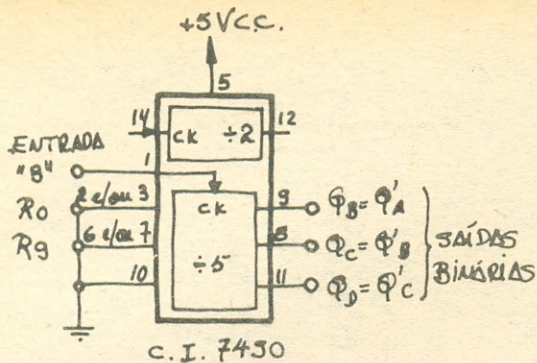 +5Vc.c.
5
14 CK ÷2 12
ENTRADA
"B" 1
R0 2 e/ou 3 CK 9 QB = Q'A
R9 6 e/ou 7 ÷5 8 QC = Q'B
10 11 QD = Q'C
SAÍDAS
BINÁRIAS
C.I. 7490